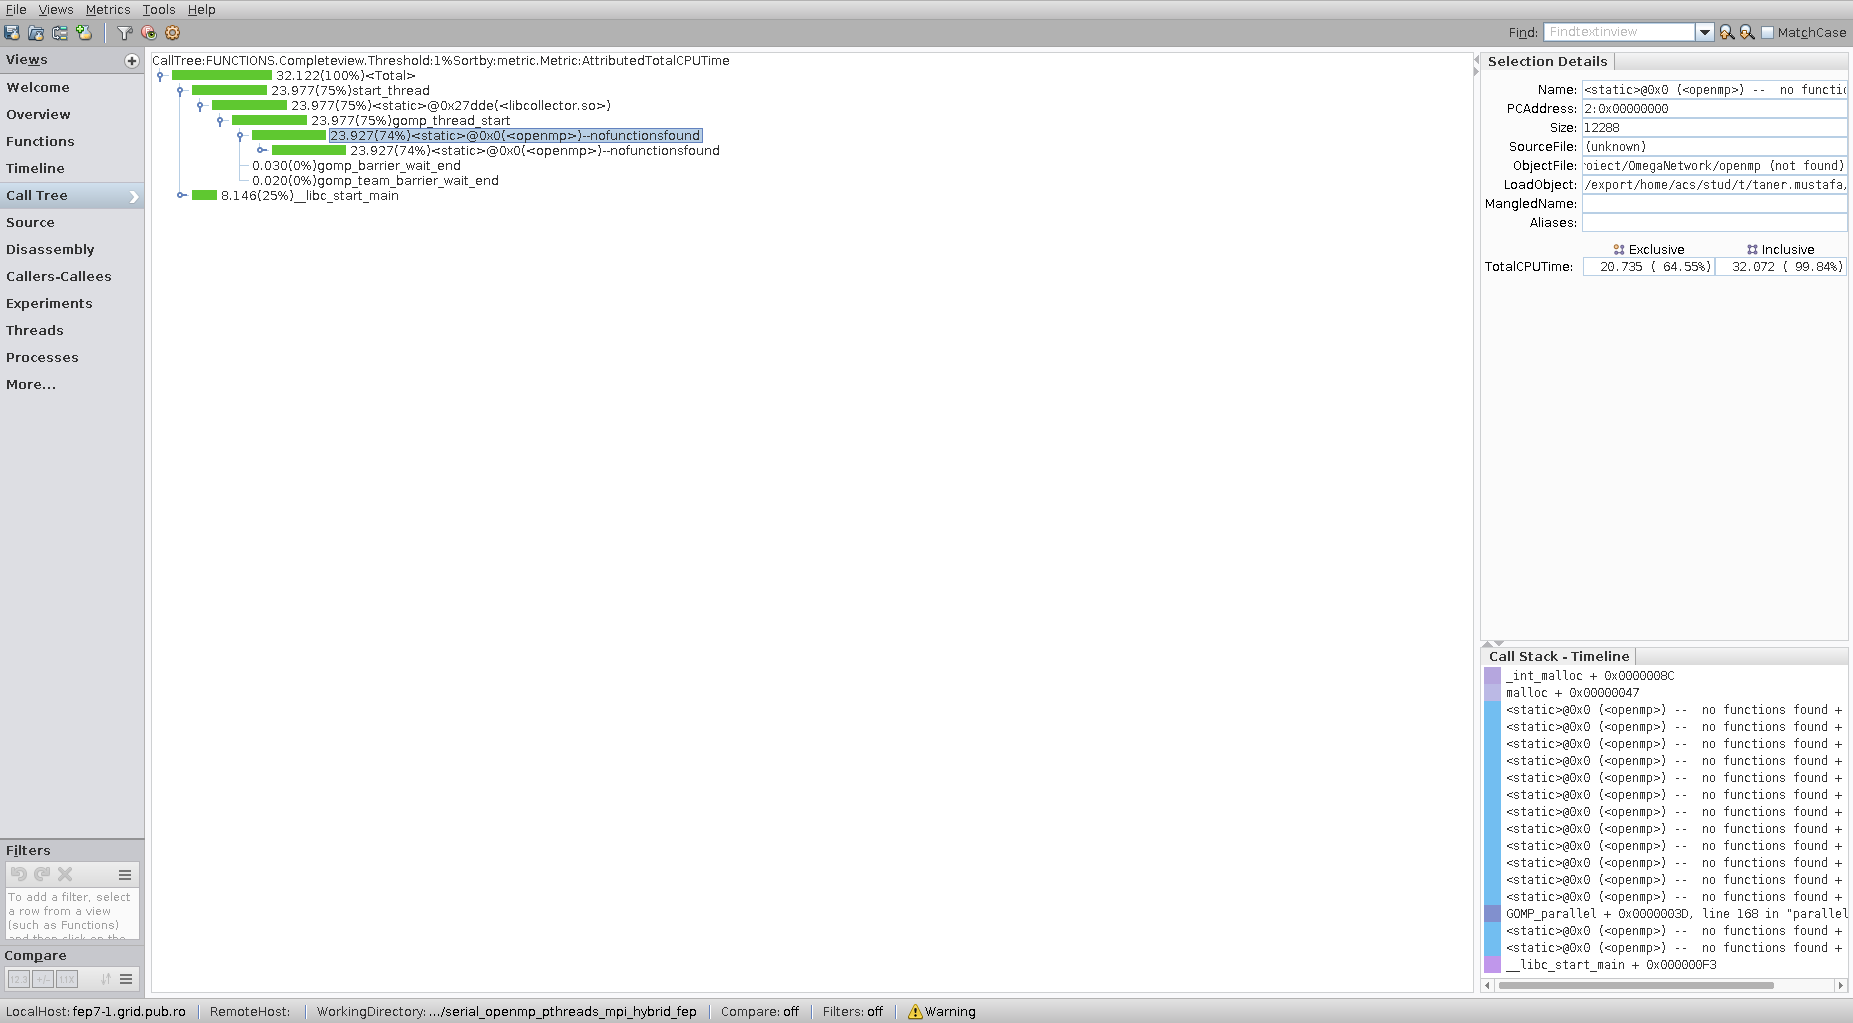 File Views Metrics Tools Help
Find: Findtextinview MatchCase
Views
Welcome
Overview
Functions
Timeline
Call Tree
Source
Disassembly
Callers-Callees
Experiments
Threads
Processes
More...
Filters
To add a filter, select
a row from a view
(such as Functions)
and then click on the
Compare
12.3 +/- 1.1X
CallTree:FUNCTIONS.Completeview.Threshold:1%Sortby:metric.Metric:AttributedTotalCPUTime
32.122(100%)<Total>
23.977(75%)start_thread
23.977(75%)<static>@0x27dde(<libcollector.so>)
23.977(75%)gomp_thread_start
23.927(74%)<static>@0x0(<openmp>)--nofunctionsfound
23.927(74%)<static>@0x0(<openmp>)--nofunctionsfound
0.030(0%)gomp_barrier_wait_end
0.020(0%)gomp_team_barrier_wait_end
8.146(25%)__libc_start_main
Selection Details
Name: <static>@0x0 (<openmp>) -- no functio
PCAddress: 2:0x00000000
Size: 12288
SourceFile: (unknown)
ObjectFile: roject/OmegaNetwork/openmp (not found)
LoadObject: /export/home/acs/stud/t/taner.mustafa/
MangledName:
Aliases:
Exclusive Inclusive
TotalCPUTime: 20.735 ( 64.55%) 32.072 ( 99.84%)
Call Stack - Timeline
_int_malloc + 0x0000008C
malloc + 0x00000047
<static>@0x0 (<openmp>) -- no functions found +
<static>@0x0 (<openmp>) -- no functions found +
<static>@0x0 (<openmp>) -- no functions found +
<static>@0x0 (<openmp>) -- no functions found +
<static>@0x0 (<openmp>) -- no functions found +
<static>@0x0 (<openmp>) -- no functions found +
<static>@0x0 (<openmp>) -- no functions found +
<static>@0x0 (<openmp>) -- no functions found +
<static>@0x0 (<openmp>) -- no functions found +
<static>@0x0 (<openmp>) -- no functions found +
<static>@0x0 (<openmp>) -- no functions found +
<static>@0x0 (<openmp>) -- no functions found +
GOMP_parallel + 0x0000003D, line 168 in "parallel
<static>@0x0 (<openmp>) -- no functions found +
<static>@0x0 (<openmp>) -- no functions found +
__libc_start_main + 0x000000F3
LocalHost: fep7-1.grid.pub.ro RemoteHost: WorkingDirectory: .../serial_openmp_pthreads_mpi_hybrid_fep Compare: off Filters: off Warning